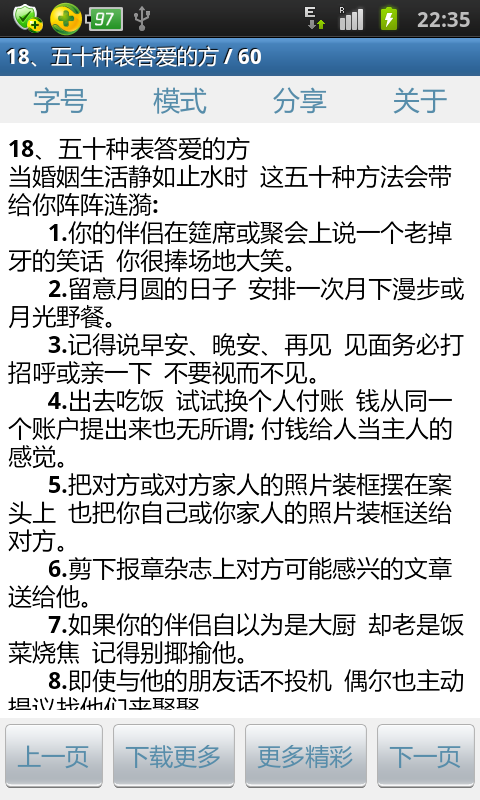 97
E
R
22:35
18、五十种表答爱的方 / 60
字号 模式 分享 关于
18、五十种表答爱的方
当婚姻生活静如止水时 这五十种方法会带
给你阵阵涟漪:
1.你的伴侣在筵席或聚会上说一个老掉
牙的笑话 你很捧场地大笑。
2.留意月圆的日子 安排一次月下漫步或
月光野餐。
3.记得说早安、晚安、再见 见面务必打
招呼或亲一下 不要视而不见。
4.出去吃饭 试试换个人付账 钱从同一
个账户提出来也无所谓; 付钱给人当主人的
感觉。
5.把对方或对方家人的照片装框摆在案
头上 也把你自己或你家人的照片装框送给
对方。
6.剪下报章杂志上对方可能感兴的文章
送给他。
7.如果你的伴侣自以为是大厨 却老是饭
菜烧焦 记得别揶揄他。
8.即使与他的朋友话不投机 偶尔也主动
提议找他们来聚聚
上一页 下载更多 更多精彩 下一页